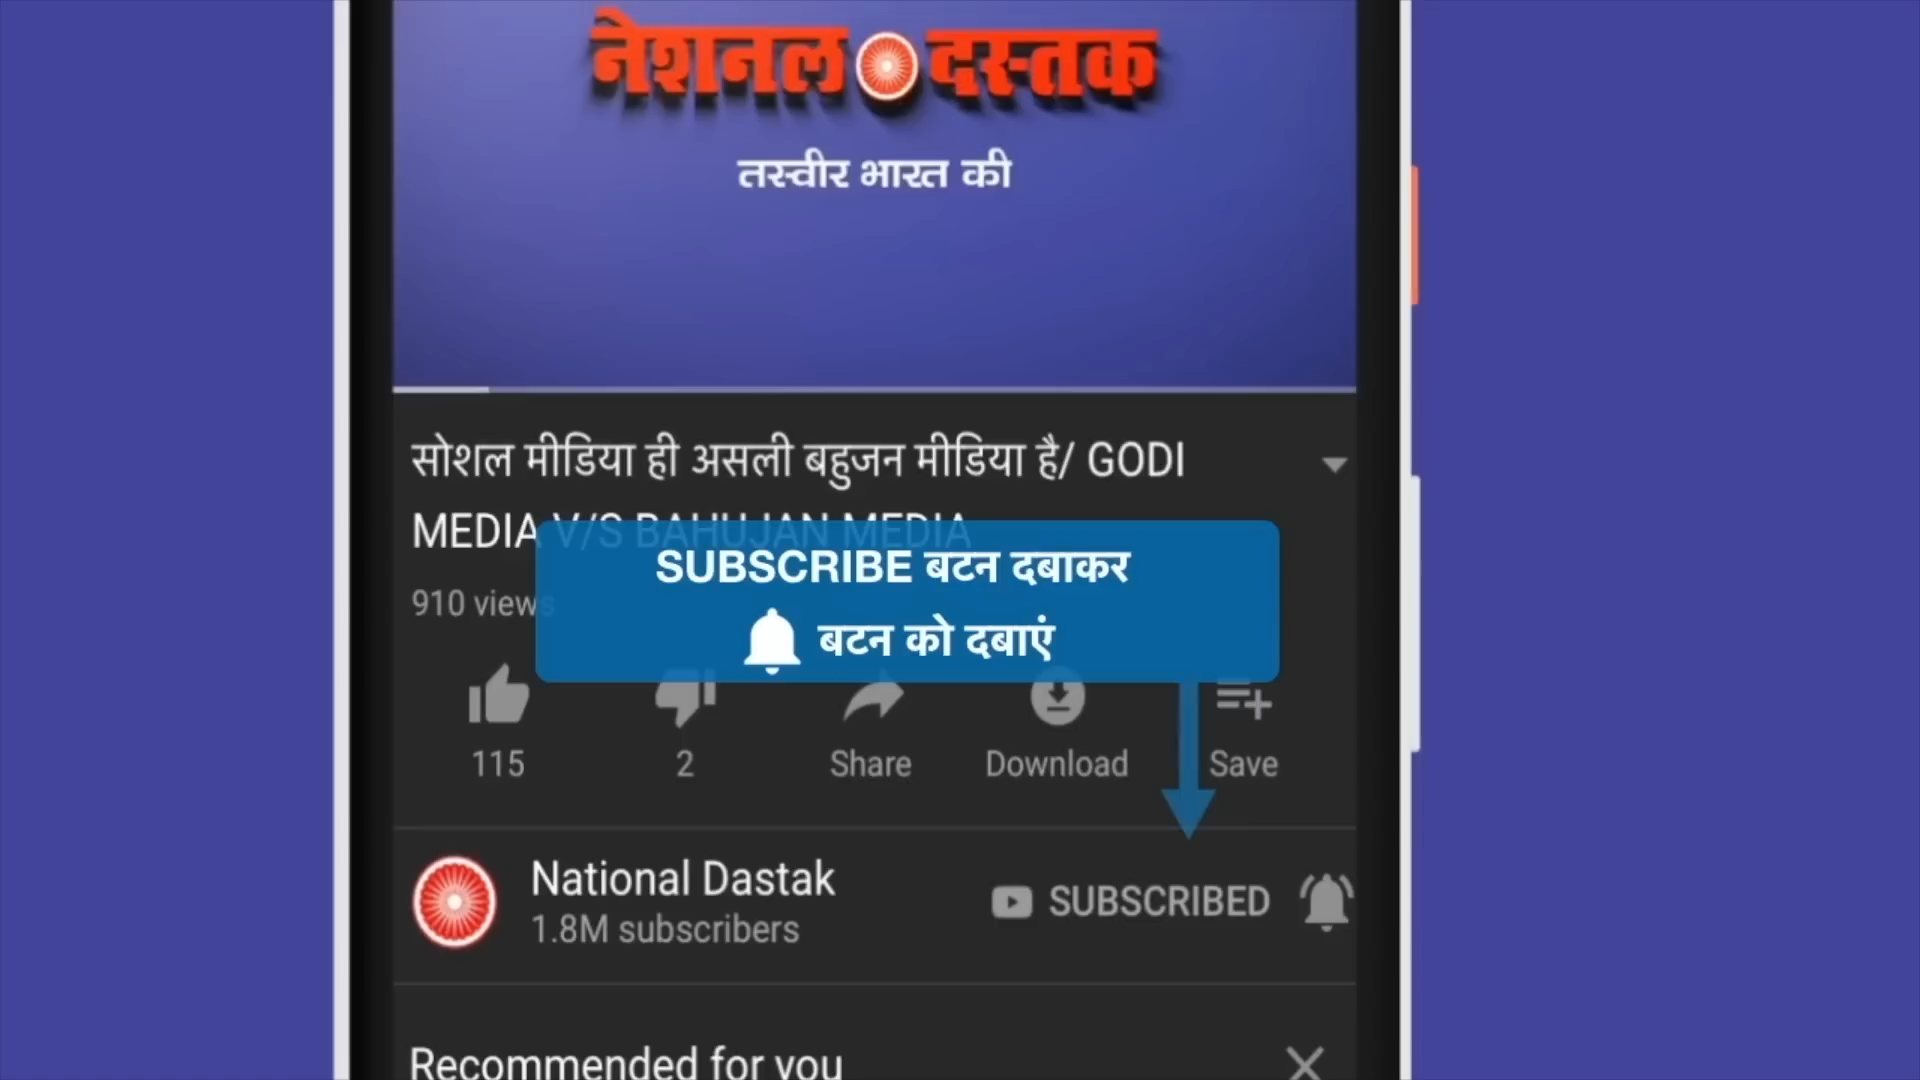 नेशनल दस्तक
तस्वीर भारत की
सोशल मीडिया ही असली बहुजन मीडिया है/ GODI
MEDIA V/S BAHUJAN MEDIA
SUBSCRIBE बटन दबाकर
बटन को दबाएं
910 views
115
2
Share
Download
Save
National Dastak
SUBSCRIBED
1.8M subscribers
Recommended for you